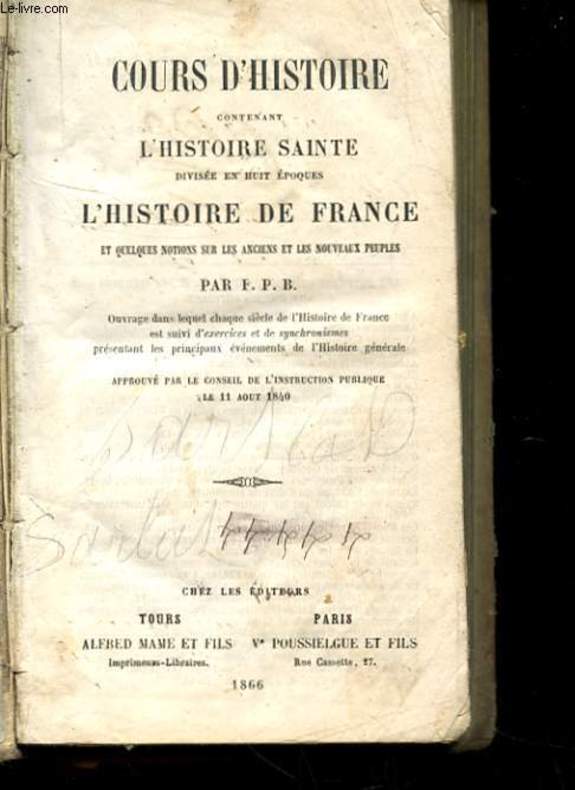 Le-livre.com
COURS D'HISTOIRE
CONTENANT
L'HISTOIRE SAINTE
DIVISÉE EN HUIT ÉPOQUES
L'HISTOIRE DE FRANCE
ET QUELQUES NOTIONS SUR LES ANCIENS ET LES NOUVEAUX PEUPLES
PAR F. P. B.
Ouvrage dans lequel chaque siècle de l'Histoire de France
est suivi d'exercices et de synchronismes
présentant les principaux événements de l'Histoire générale
APPROUVÉ PAR LE CONSEIL DE L'INSTRUCTION PUBLIQUE
LE 11 AOUT 1840
CHEZ LES ÉDITEURS
TOURS
ALFRED MAME ET FILS
Imprimeurs-Libraires.
PARIS
Ve POUSSIELGUE ET FILS
Rue Cassette, 27.
1866